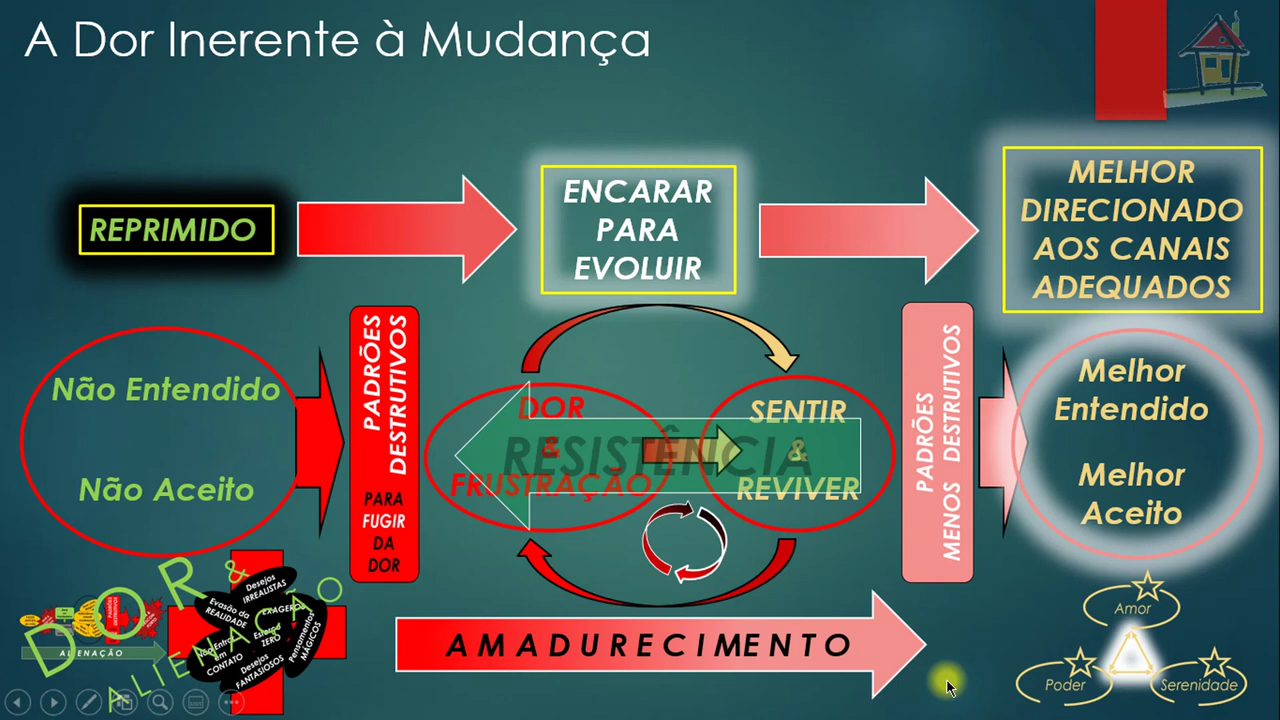 A Dor Inerente à Mudança
REPRIMIDO
ENCARAR
PARA
EVOLUIR
MELHOR
DIRECIONADO
AOS CANAIS
ADEQUADOS
Não Entendido
Não Aceito
PADRÕES
DESTRUTIVOS
PARA
FUGIR
DA
DOR
DOR
&
FRUSTRAÇÃO
RESISTÊNCIA
SENTIR
&
REVIVER
PADRÕES
MENOS DESTRUTIVOS
Melhor
Entendido
Melhor
Aceito
DOR &
ALIENAÇÃO
Desejos
IRREALISTAS
Evasão da
REALIDADE
EXAGERO
Esforço
ZERO
CONTATO
Desejos
FANTASIOSOS
Pensamentos
MÁGICOS
ALIENAÇÃO
AMADURECIMENTO
Amor
Poder
Serenidade